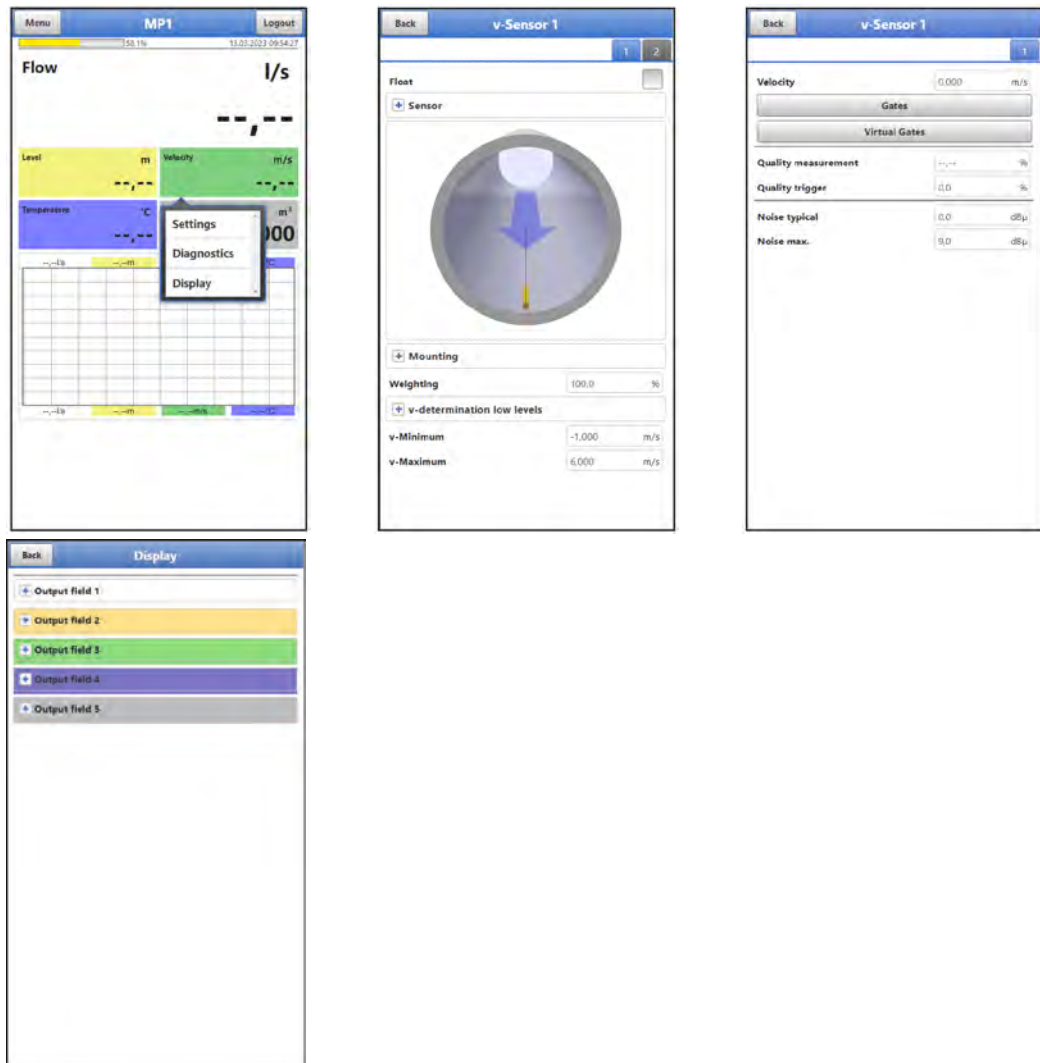 Menu MP1 Logout
50.1% 13.03.2023 09:54:27
Flow l/s
--,--
Level m Velocity m/s
--,-- --,--
Temperature °C m³
--,-- 000
Settings
Diagnostics
Display
--,--l/s --,--m °C
--,--l/s --,--m --,--m/s --,--°C
Back v-Sensor 1
1 2
Float
Sensor
Mounting
Weighting 100,0 %
v-determination low levels
v-Minimum -1,000 m/s
v-Maximum 6,000 m/s
Back v-Sensor 1
1
Velocity 0,000 m/s
Gates
Virtual Gates
Quality measurement --,-- %
Quality trigger 0,0 %
Noise typical 0,0 dBµ
Noise max. 9,0 dBµ
Back Display
Output field 1
Output field 2
Output field 3
Output field 4
Output field 5